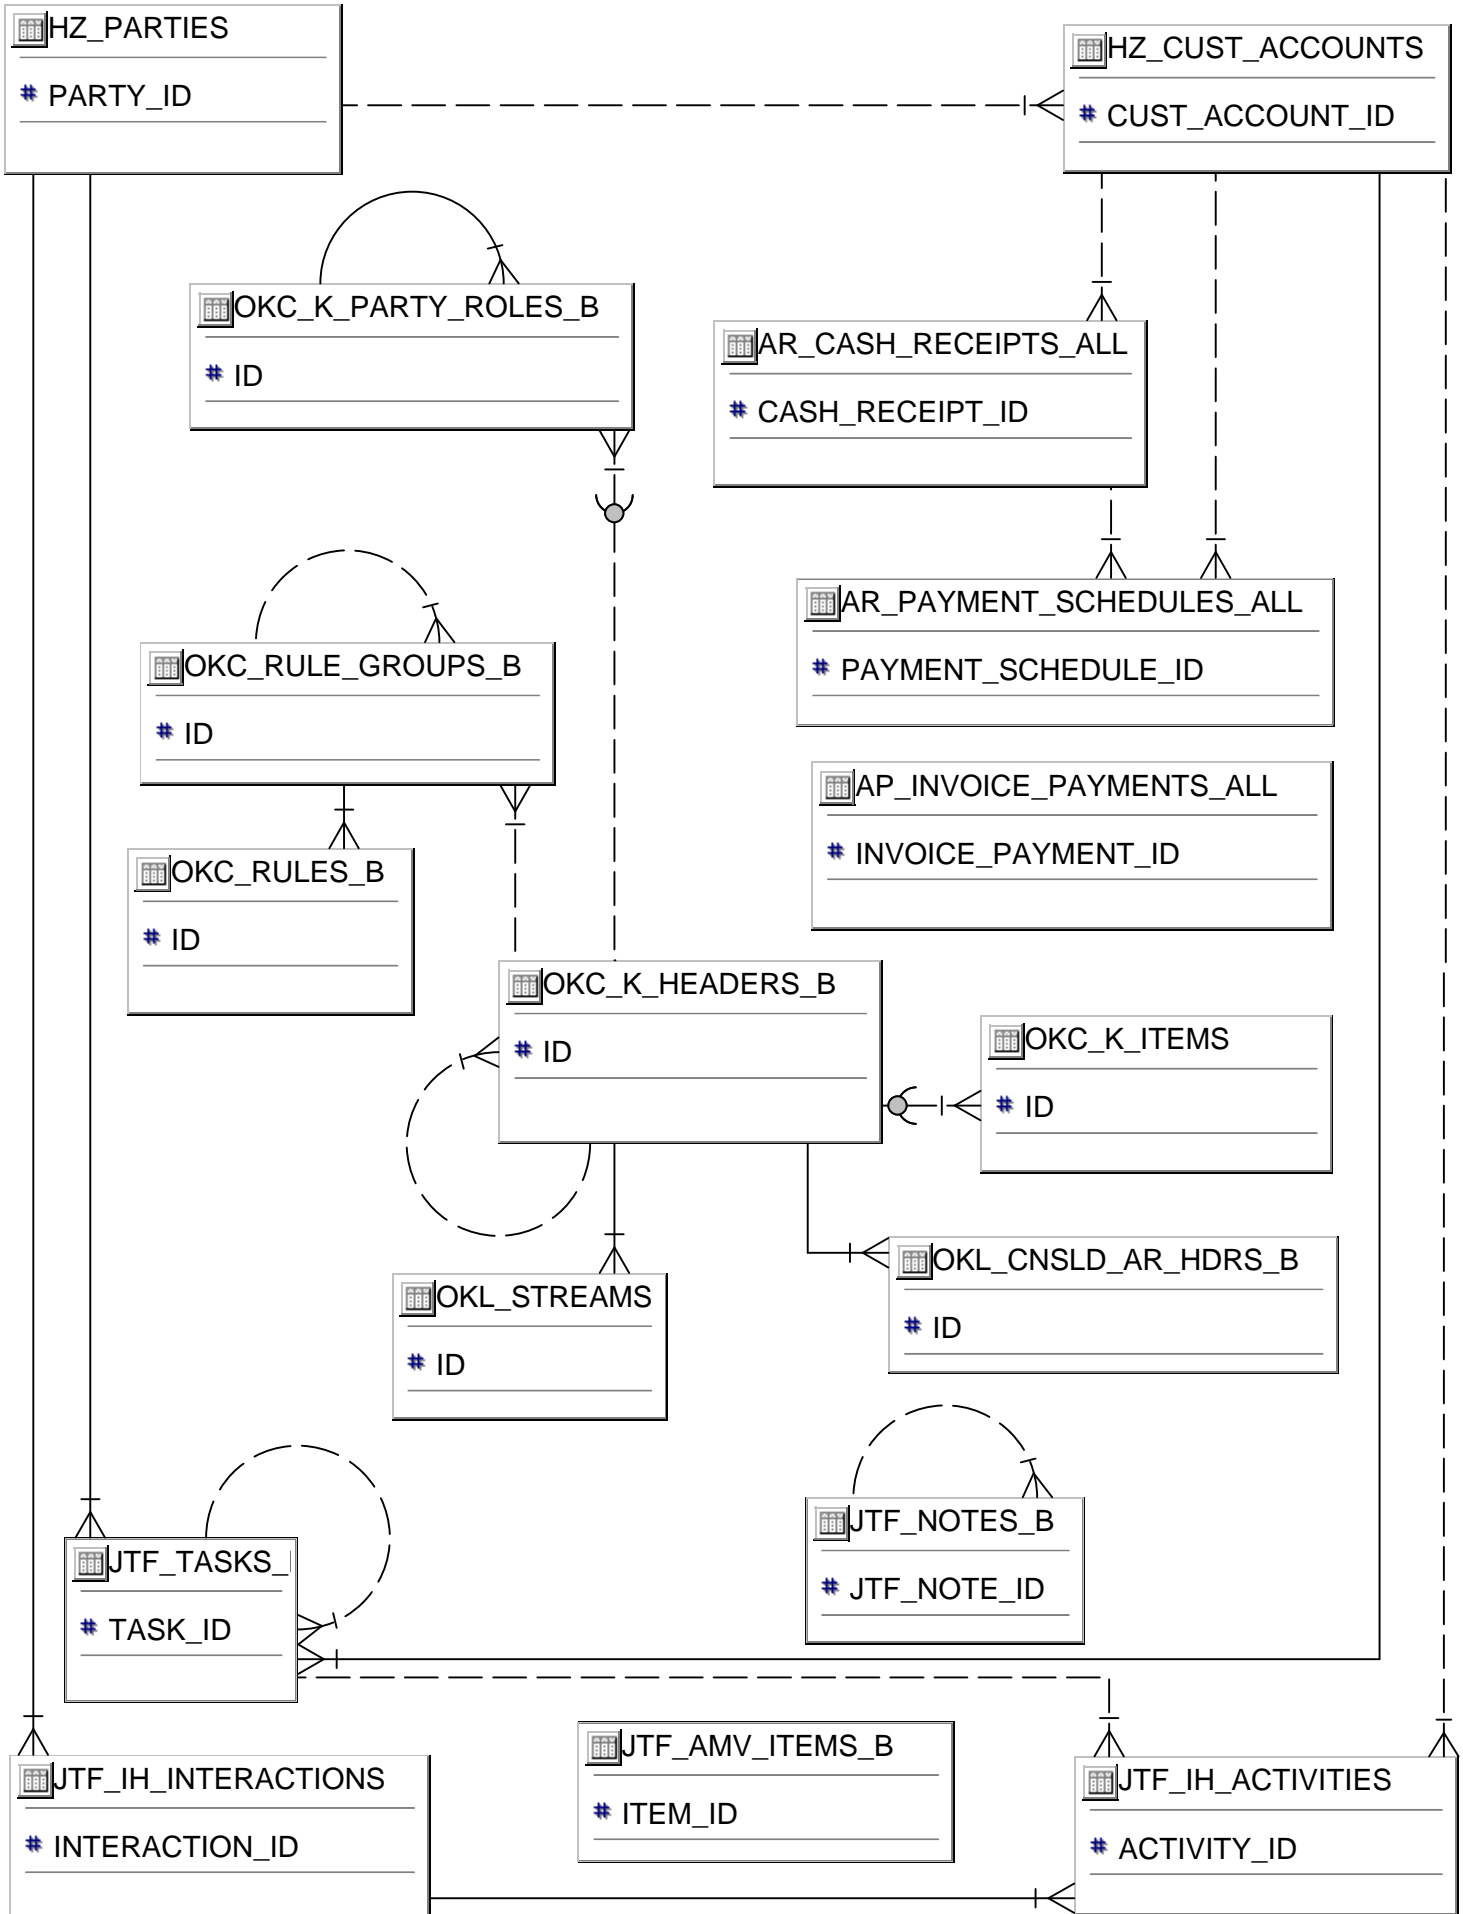 HZ_PARTIES
# PARTY_ID
HZ_CUST_ACCOUNTS
# CUST_ACCOUNT_ID
OKC_K_PARTY_ROLES_B
# ID
AR_CASH_RECEIPTS_ALL
# CASH_RECEIPT_ID
AR_PAYMENT_SCHEDULES_ALL
# PAYMENT_SCHEDULE_ID
OKC_RULE_GROUPS_B
# ID
AP_INVOICE_PAYMENTS_ALL
# INVOICE_PAYMENT_ID
OKC_RULES_B
# ID
OKC_K_HEADERS_B
# ID
OKC_K_ITEMS
# ID
OKL_CNSLD_AR_HDRS_B
# ID
OKL_STREAMS
# ID
JTF_NOTES_B
# JTF_NOTE_ID
JTF_TASKS_
# TASK_ID
JTF_AMV_ITEMS_B
# ITEM_ID
JTF_IH_INTERACTIONS
# INTERACTION_ID
JTF_IH_ACTIVITIES
# ACTIVITY_ID